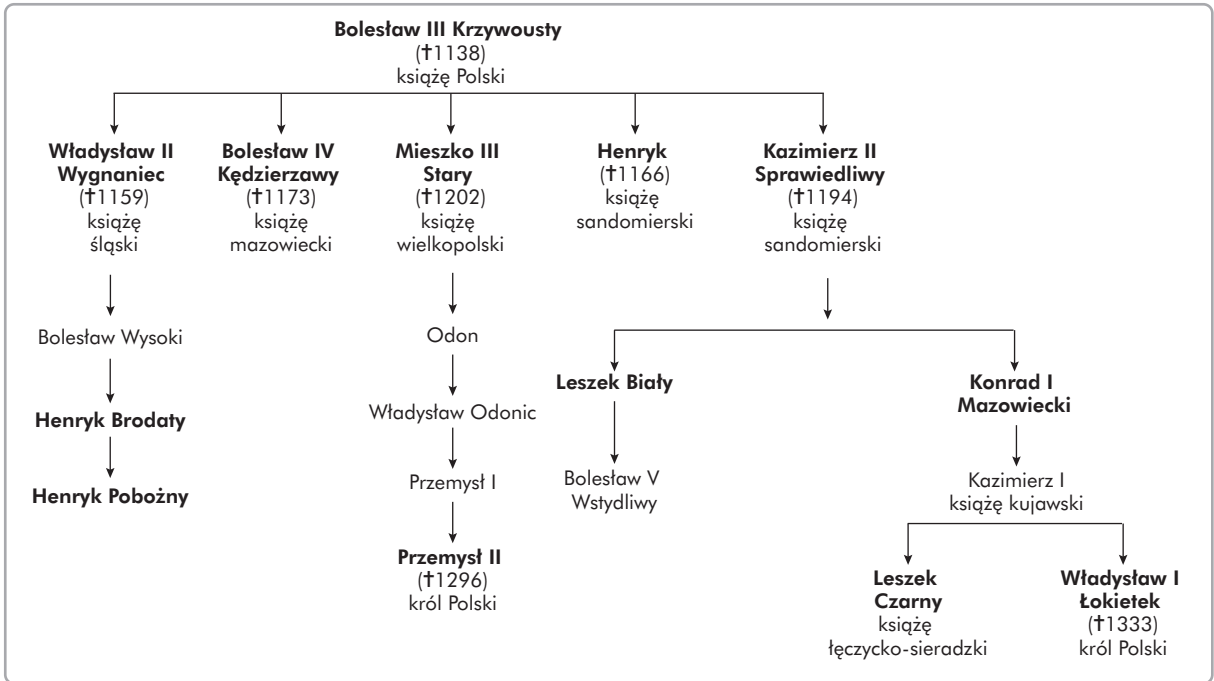 Bolesław III Krzywousty
(†1138)
książę Polski
Władysław II
Wygnaniec
(†1159)
książę
śląski
Bolesław IV
Kędzierzawy
(†1173)
książę
mazowiecki
Mieszko III
Stary
(†1202)
książę
wielkopolski
Henryk
(†1166)
książę
sandomierski
Kazimierz II
Sprawiedliwy
(†1194)
książę
sandomierski
Bolesław Wysoki
Odon
Leszek Biały
Konrad I
Mazowiecki
Henryk Brodaty
Władysław Odonic
Henryk Pobożny
Przemysł I
Bolesław V
Wstydliwy
Kazimierz I
książę kujawski
Przemysł II
(†1296)
król Polski
Leszek
Czarny
książę
łęczycko-sieradzki
Władysław I
Łokietek
(†1333)
król Polski